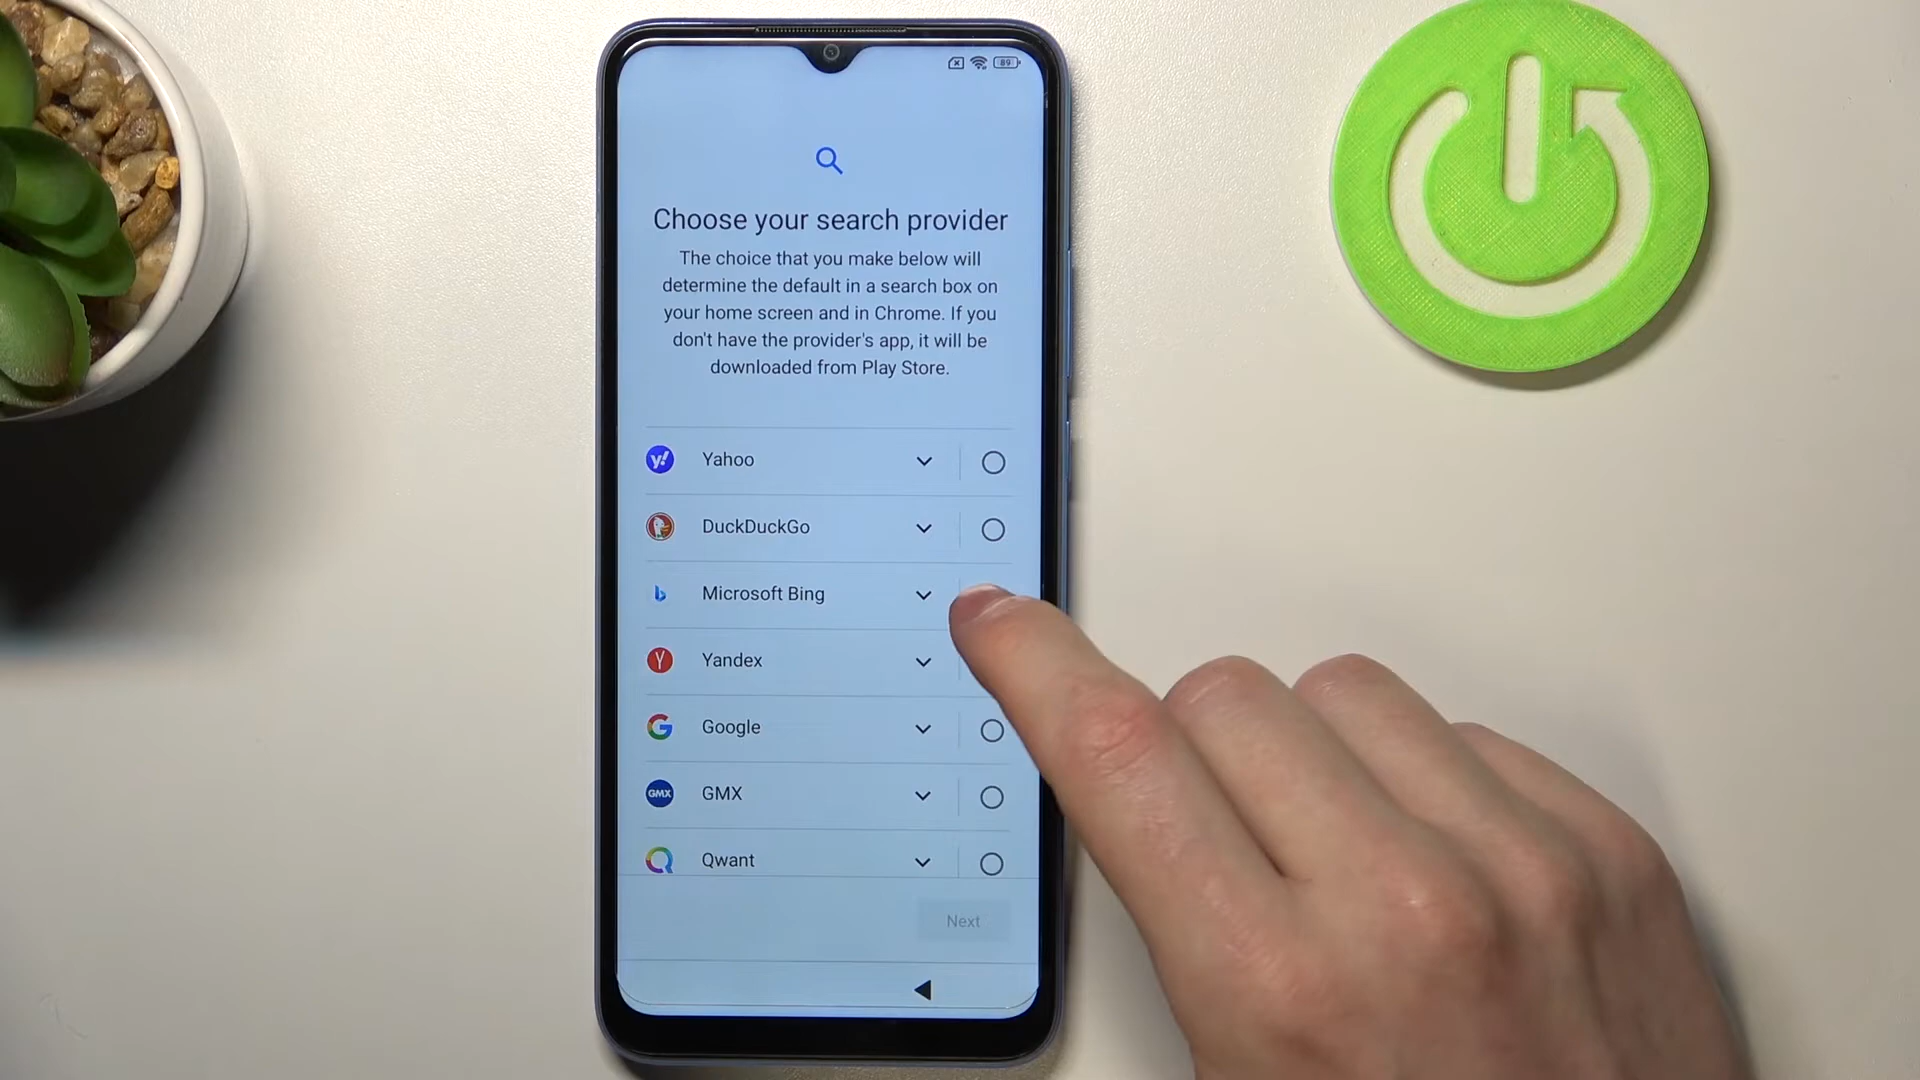 89
Choose your search provider
The choice that you make below will
determine the default in a search box on
your home screen and in Chrome. If you
don't have the provider's app, it will be
downloaded from Play Store.
y! Yahoo
DuckDuckGo
b Microsoft Bing
Y Yandex
G Google
GMX GMX
Qwant
Next